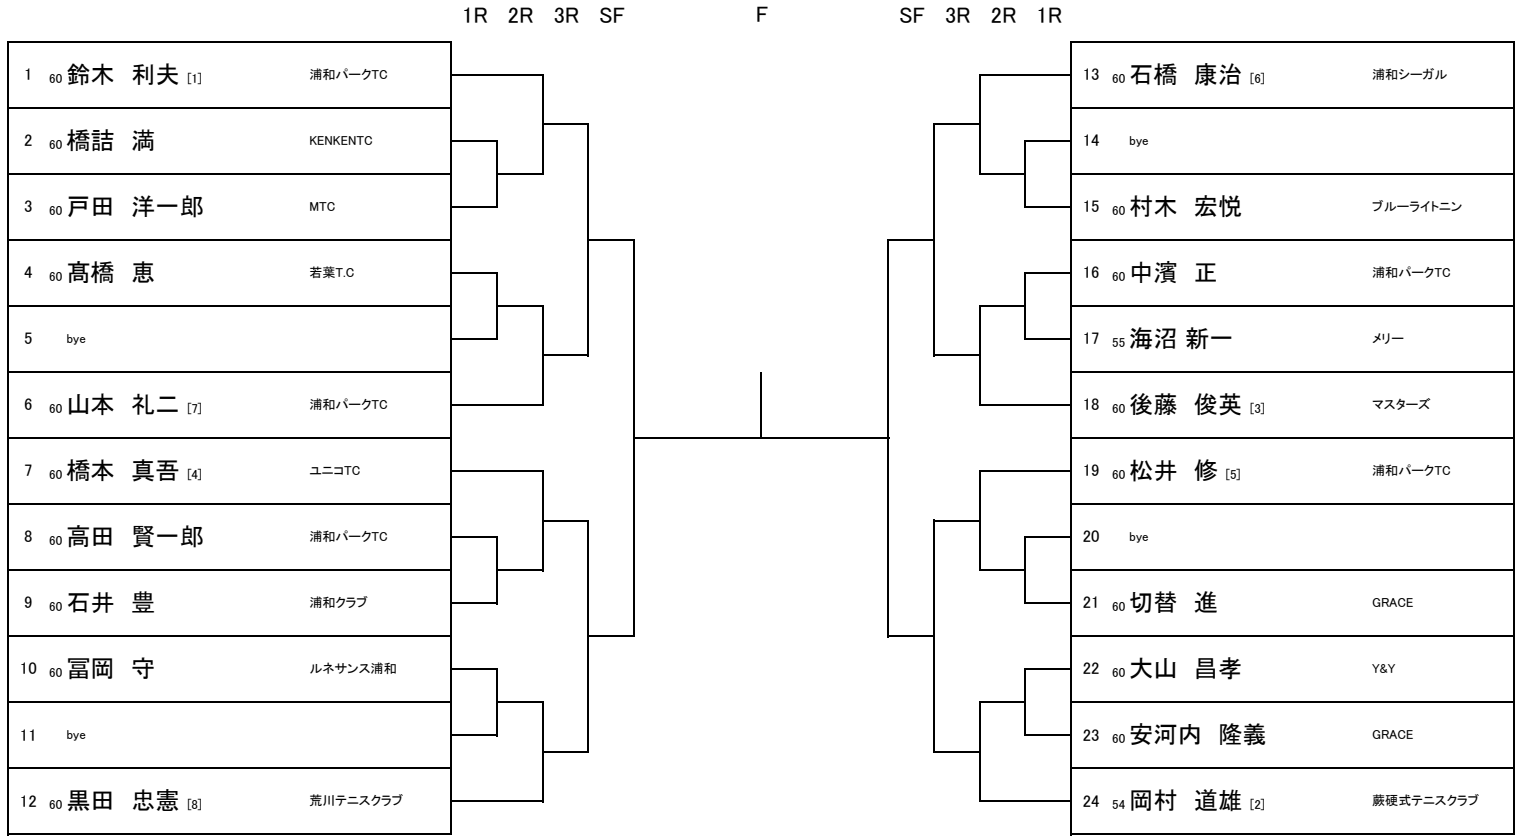 1R 2R 3R SF F SF 3R 2R 1R
1 60 鈴木 利夫 [1] 浦和パークTC
2 60 橋詰 満 KENKENTC
3 60 戸田 洋一郎 MTC
4 60 髙橋 恵 若葉T.C
5 bye
6 60 山本 礼二 [7] 浦和パークTC
7 60 橋本 真吾 [4] ユニコTC
8 60 高田 賢一郎 浦和パークTC
9 60 石井 豊 浦和クラブ
10 60 冨岡 守 ルネサンス浦和
11 bye
12 60 黒田 忠憲 [8] 荒川テニスクラブ
13 60 石橋 康治 [6] 浦和シーガル
14 bye
15 60 村木 宏悦 ブルーライトニン
16 60 中濱 正 浦和パークTC
17 55 海沼 新一 メリー
18 60 後藤 俊英 [3] マスターズ
19 60 松井 修 [5] 浦和パークTC
20 bye
21 60 切替 進 GRACE
22 60 大山 昌孝 Y&Y
23 60 安河内 隆義 GRACE
24 54 岡村 道雄 [2] 蕨硬式テニスクラブ